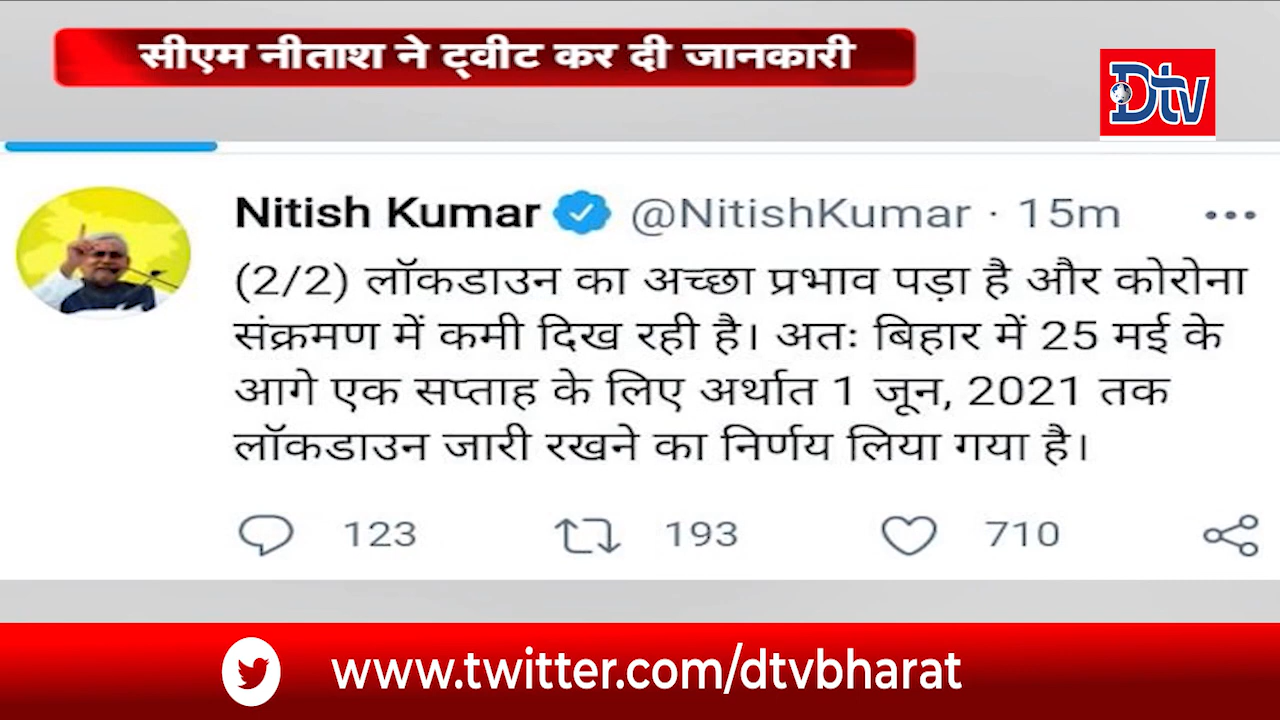 सीएम नीताश ने ट्वीट कर दी जानकारी
Dtv
Nitish Kumar @NitishKumar · 15m
(2/2) लॉकडाउन का अच्छा प्रभाव पड़ा है और कोरोना
संक्रमण में कमी दिख रही है। अतः बिहार में 25 मई के
आगे एक सप्ताह के लिए अर्थात 1 जून, 2021 तक
लॉकडाउन जारी रखने का निर्णय लिया गया है।
123 193 710
www.twitter.com/dtvbharat